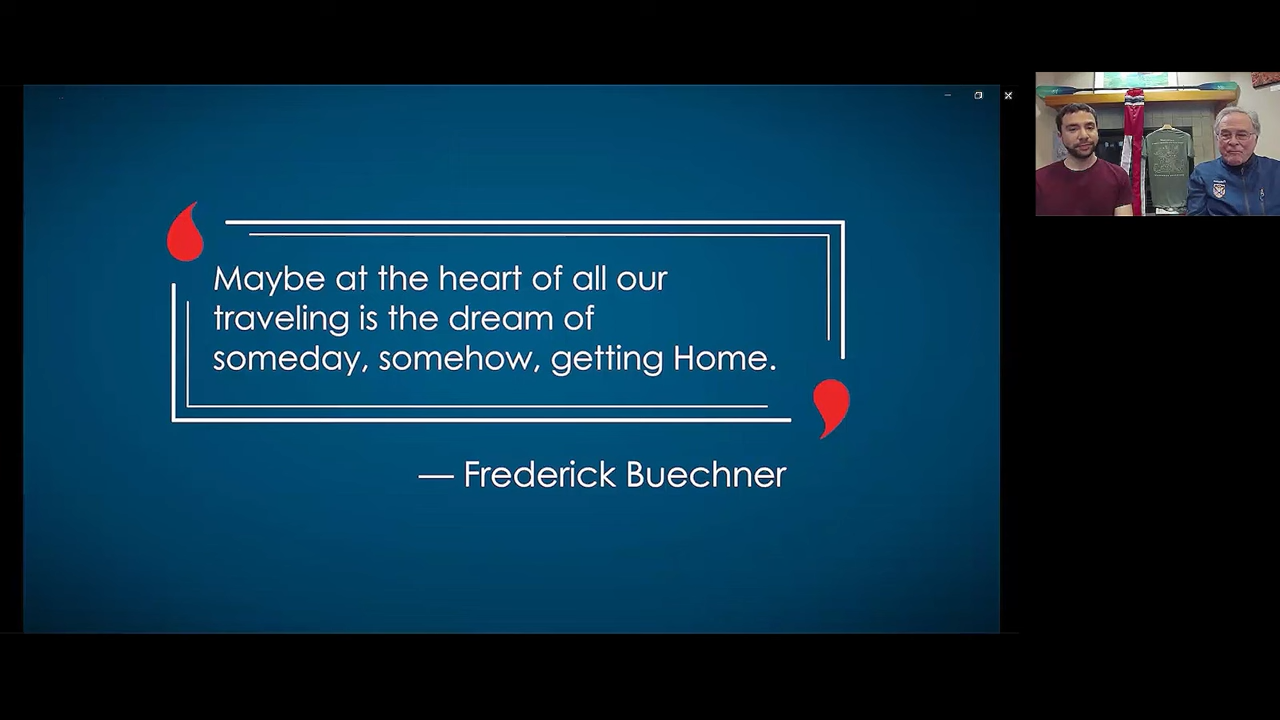 Maybe at the heart of all our
traveling is the dream of
someday, somehow, getting Home.
— Frederick Buechner